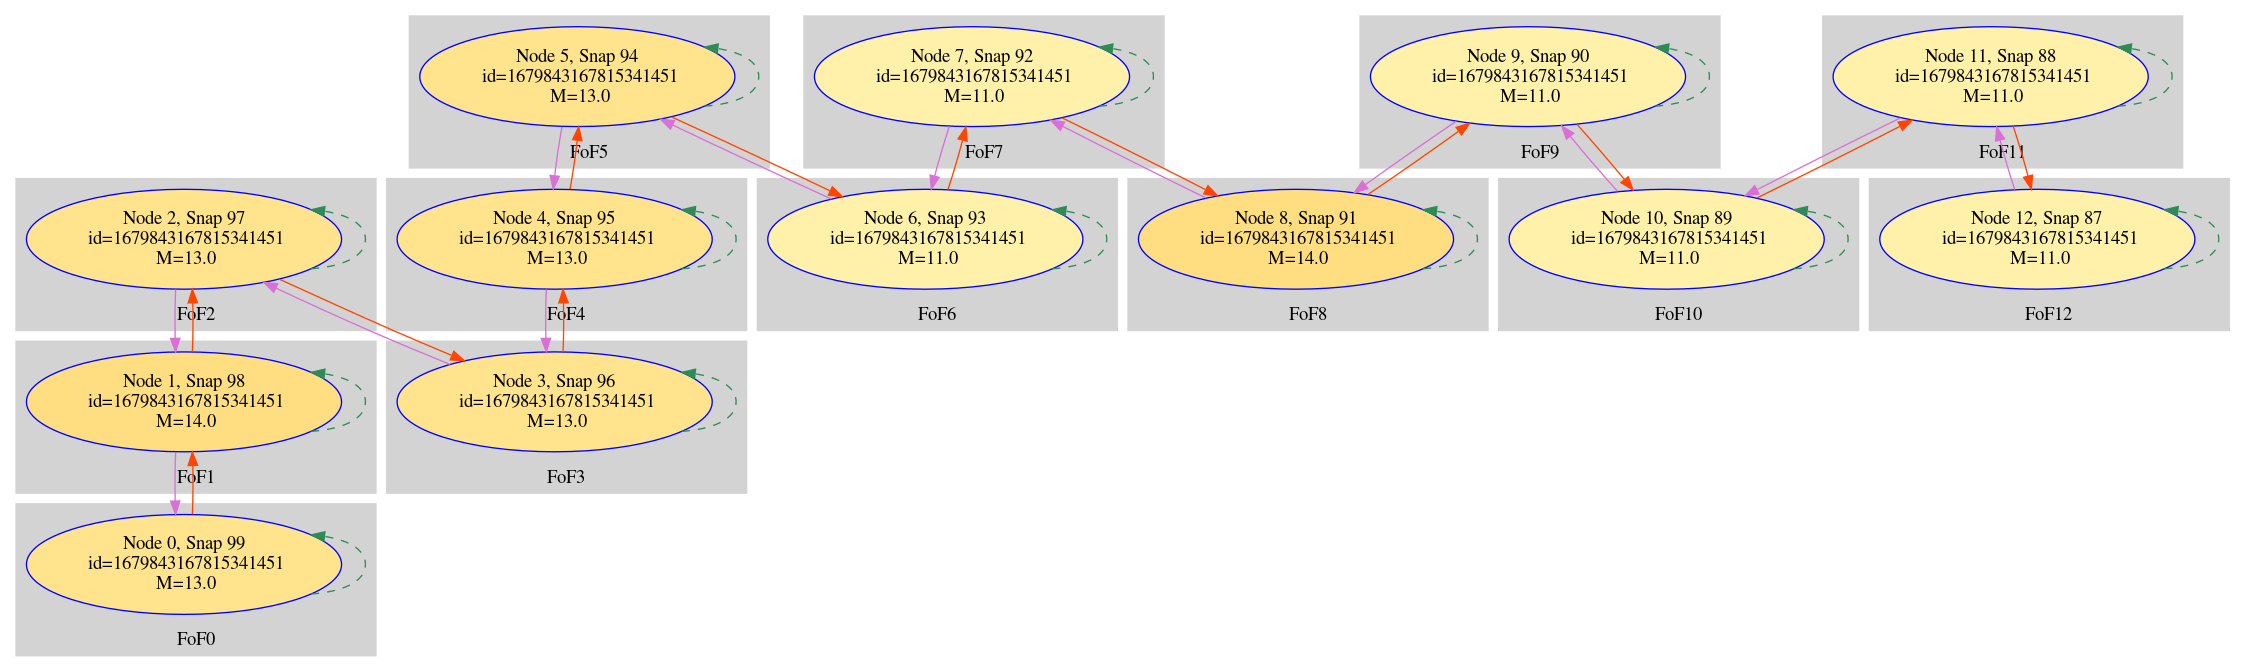 Node 5, Snap 94
id=1679843167815341451
M=13.0
FoF5
Node 7, Snap 92
id=1679843167815341451
M=11.0
FoF7
Node 9, Snap 90
id=1679843167815341451
M=11.0
FoF9
Node 11, Snap 88
id=1679843167815341451
M=11.0
FoF11
Node 2, Snap 97
id=1679843167815341451
M=13.0
FoF2
Node 4, Snap 95
id=1679843167815341451
M=13.0
FoF4
Node 6, Snap 93
id=1679843167815341451
M=11.0
FoF6
Node 8, Snap 91
id=1679843167815341451
M=14.0
FoF8
Node 10, Snap 89
id=1679843167815341451
M=11.0
FoF10
Node 12, Snap 87
id=1679843167815341451
M=11.0
FoF12
Node 1, Snap 98
id=1679843167815341451
M=14.0
FoF1
Node 3, Snap 96
id=1679843167815341451
M=13.0
FoF3
Node 0, Snap 99
id=1679843167815341451
M=13.0
FoF0